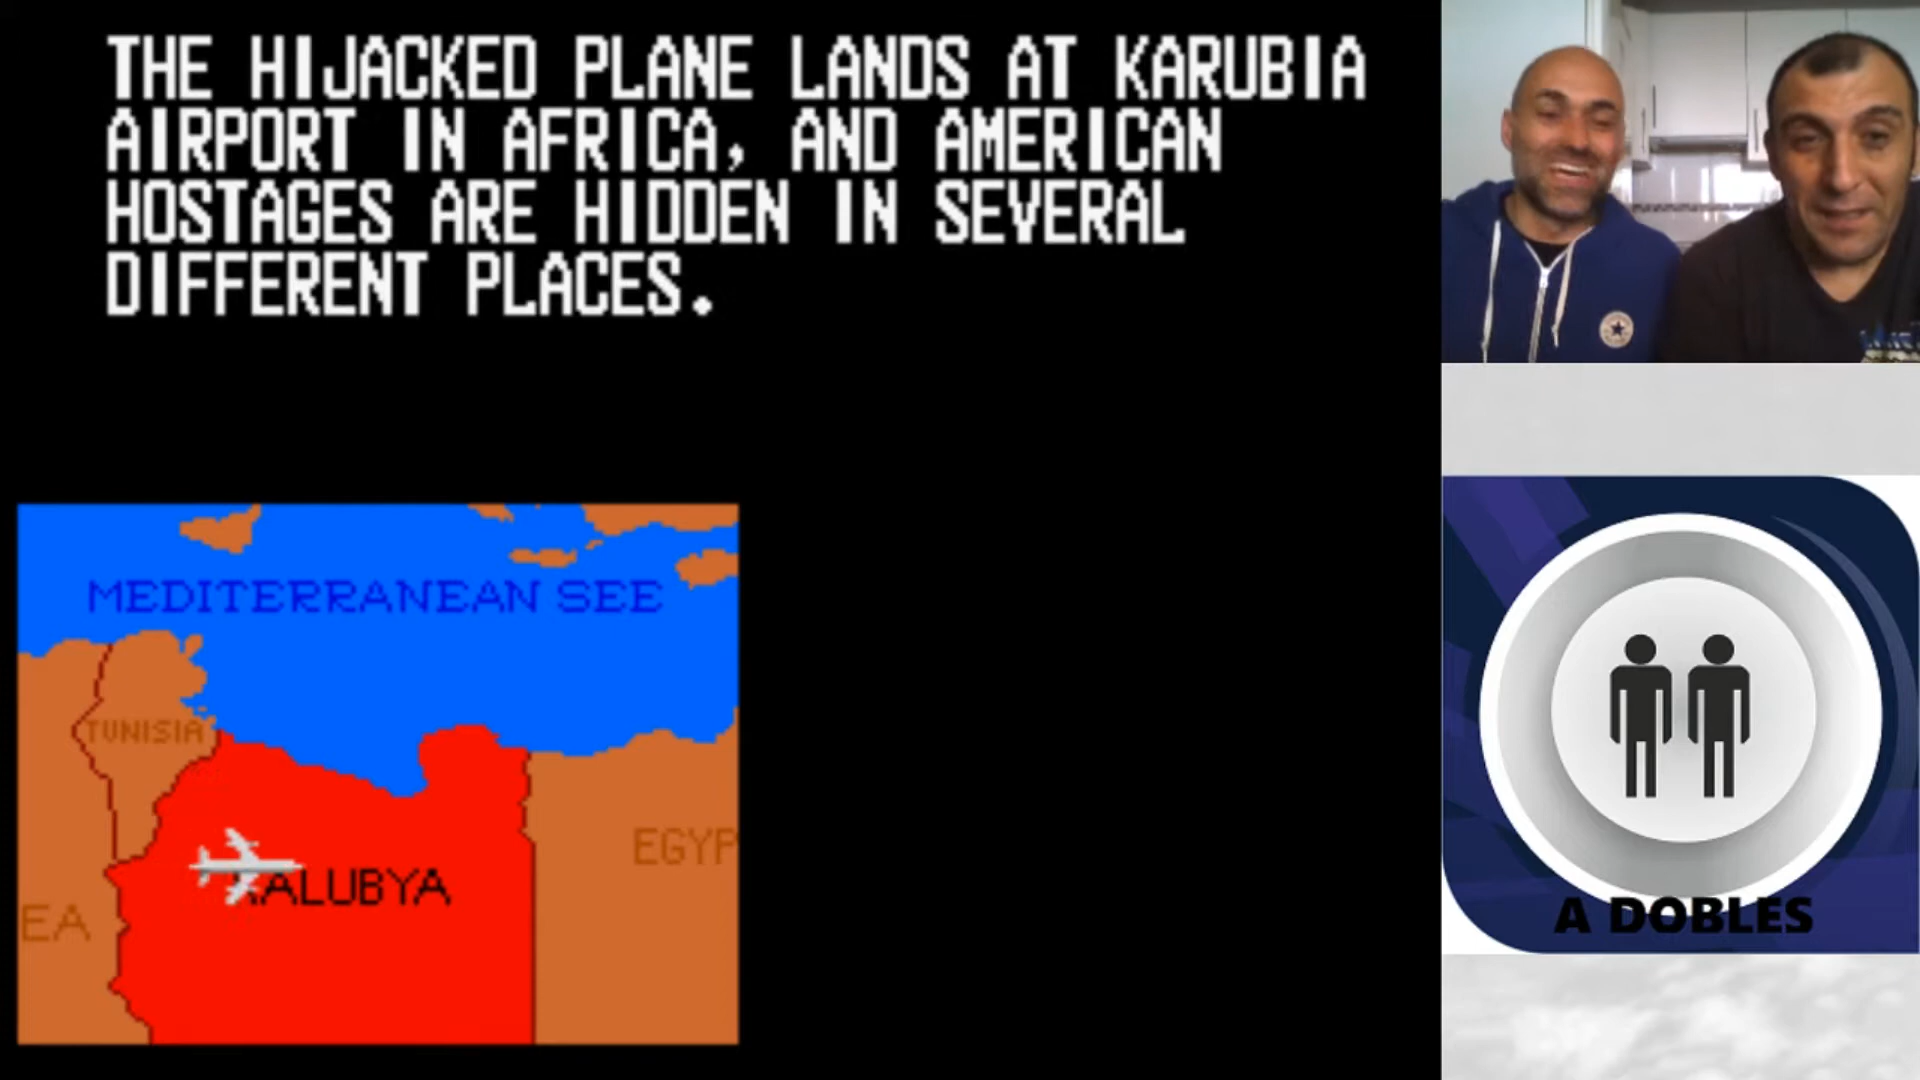 THE HIJACKED PLANE LANDS AT KARUBIA
AIRPORT IN AFRICA, AND AMERICAN
HOSTAGES ARE HIDDEN IN SEVERAL
DIFFERENT PLACES.
MEDITERRANEAN SEE
TUNISIA
EGYP
KALUBYA
EA
A DOBLES